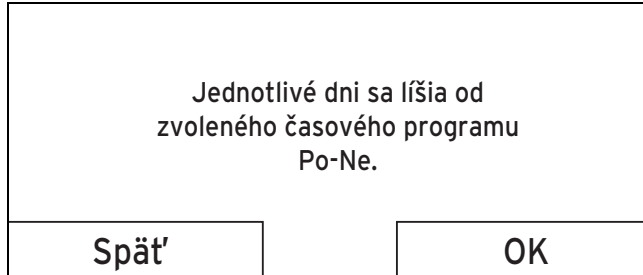 Jednotlivé dni sa líšia od
zvoleného časového programu
Po-Ne.
Späť
OK